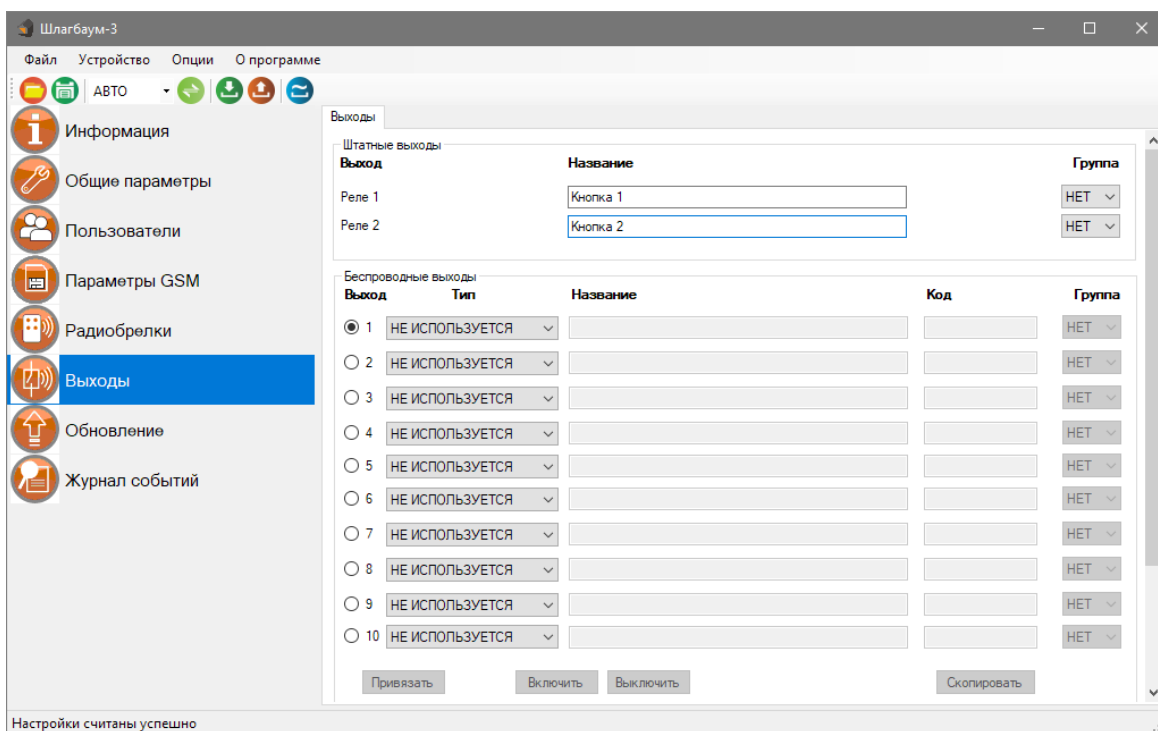 Шлагбаум-3
Файл Устройство Опции О программе
АВТО
Информация
Общие параметры
Пользователи
Параметры GSM
Радиобрелки
Выходы
Обновление
Журнал событий
Выходы
Штатные выходы
Выход Название Группа
Реле 1 Кнопка 1 НЕТ
Реле 2 Кнопка 2 НЕТ
Беспроводные выходы
Выход Тип Название Код Группа
1 НЕ ИСПОЛЬЗУЕТСЯ НЕТ
2 НЕ ИСПОЛЬЗУЕТСЯ НЕТ
3 НЕ ИСПОЛЬЗУЕТСЯ НЕТ
4 НЕ ИСПОЛЬЗУЕТСЯ НЕТ
5 НЕ ИСПОЛЬЗУЕТСЯ НЕТ
6 НЕ ИСПОЛЬЗУЕТСЯ НЕТ
7 НЕ ИСПОЛЬЗУЕТСЯ НЕТ
8 НЕ ИСПОЛЬЗУЕТСЯ НЕТ
9 НЕ ИСПОЛЬЗУЕТСЯ НЕТ
10 НЕ ИСПОЛЬЗУЕТСЯ НЕТ
Привязать Включить Выключить Скопировать
Настройки считаны успешно